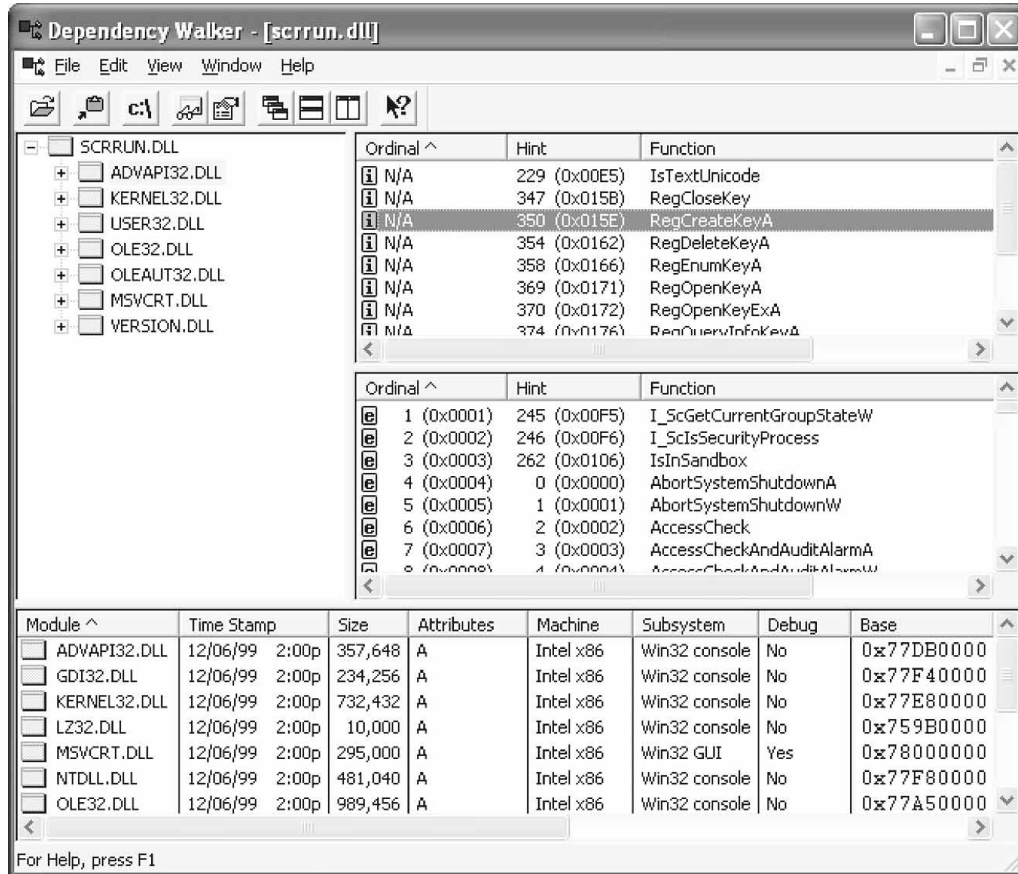 Dependency Walker - [scrrun.dll]
File Edit View Window Help
c:\
SCRRUN.DLL
ADVAPI32.DLL
KERNEL32.DLL
USER32.DLL
OLE32.DLL
OLEAUT32.DLL
MSVCRT.DLL
VERSION.DLL
Ordinal ^ Hint Function
N/A 229 (0x00E5) IsTextUnicode
N/A 347 (0x015B) RegCloseKey
N/A 350 (0x015E) RegCreateKeyA
N/A 354 (0x0162) RegDeleteKeyA
N/A 358 (0x0166) RegEnumKeyA
N/A 369 (0x0171) RegOpenKeyA
N/A 370 (0x0172) RegOpenKeyExA
N/A 374 (0x0176) RegQueryInfoKeyA
Ordinal ^ Hint Function
1 (0x0001) 245 (0x00F5) I_ScGetCurrentGroupStateW
2 (0x0002) 246 (0x00F6) I_ScIsSecurityProcess
3 (0x0003) 262 (0x0106) IsInSandbox
4 (0x0004) 0 (0x0000) AbortSystemShutdownA
5 (0x0005) 1 (0x0001) AbortSystemShutdownW
6 (0x0006) 2 (0x0002) AccessCheck
7 (0x0007) 3 (0x0003) AccessCheckAndAuditAlarmA
8 (0x0008) 4 (0x0004) AccessCheckAndAuditAlarmW
Module ^ Time Stamp Size Attributes Machine Subsystem Debug Base
ADVAPI32.DLL 12/06/99 2:00p 357,648 A Intel x86 Win32 console No 0x77DB0000
GDI32.DLL 12/06/99 2:00p 234,256 A Intel x86 Win32 console No 0x77F40000
KERNEL32.DLL 12/06/99 2:00p 732,432 A Intel x86 Win32 console No 0x77E80000
LZ32.DLL 12/06/99 2:00p 10,000 A Intel x86 Win32 console No 0x759B0000
MSVCRT.DLL 12/06/99 2:00p 295,000 A Intel x86 Win32 GUI Yes 0x78000000
NTDLL.DLL 12/06/99 2:00p 481,040 A Intel x86 Win32 console No 0x77F80000
OLE32.DLL 12/06/99 2:00p 989,456 A Intel x86 Win32 console No 0x77A50000
For Help, press F1